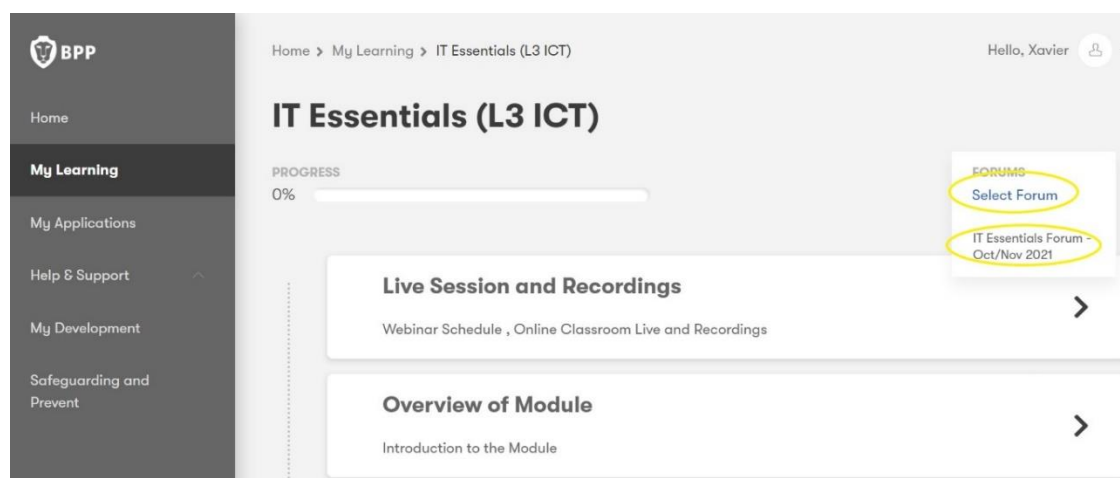 BPP
Home
My Learning
My Applications
Help & Support
My Development
Safeguarding and
Prevent
Home > My Learning > IT Essentials (L3 ICT)
Hello, Xavier
IT Essentials (L3 ICT)
PROGRESS
0%
FORUMS
Select Forum
IT Essentials Forum -
Oct/Nov 2021
Live Session and Recordings
Webinar Schedule , Online Classroom Live and Recordings
Overview of Module
Introduction to the Module